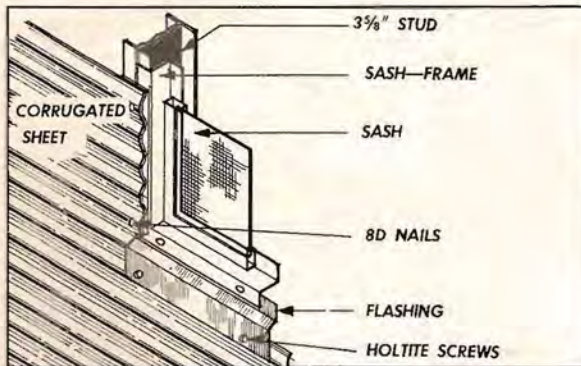 3⅝" STUD
SASH—FRAME
CORRUGATED
SHEET
SASH
8D NAILS
FLASHING
HOLTITE SCREWS